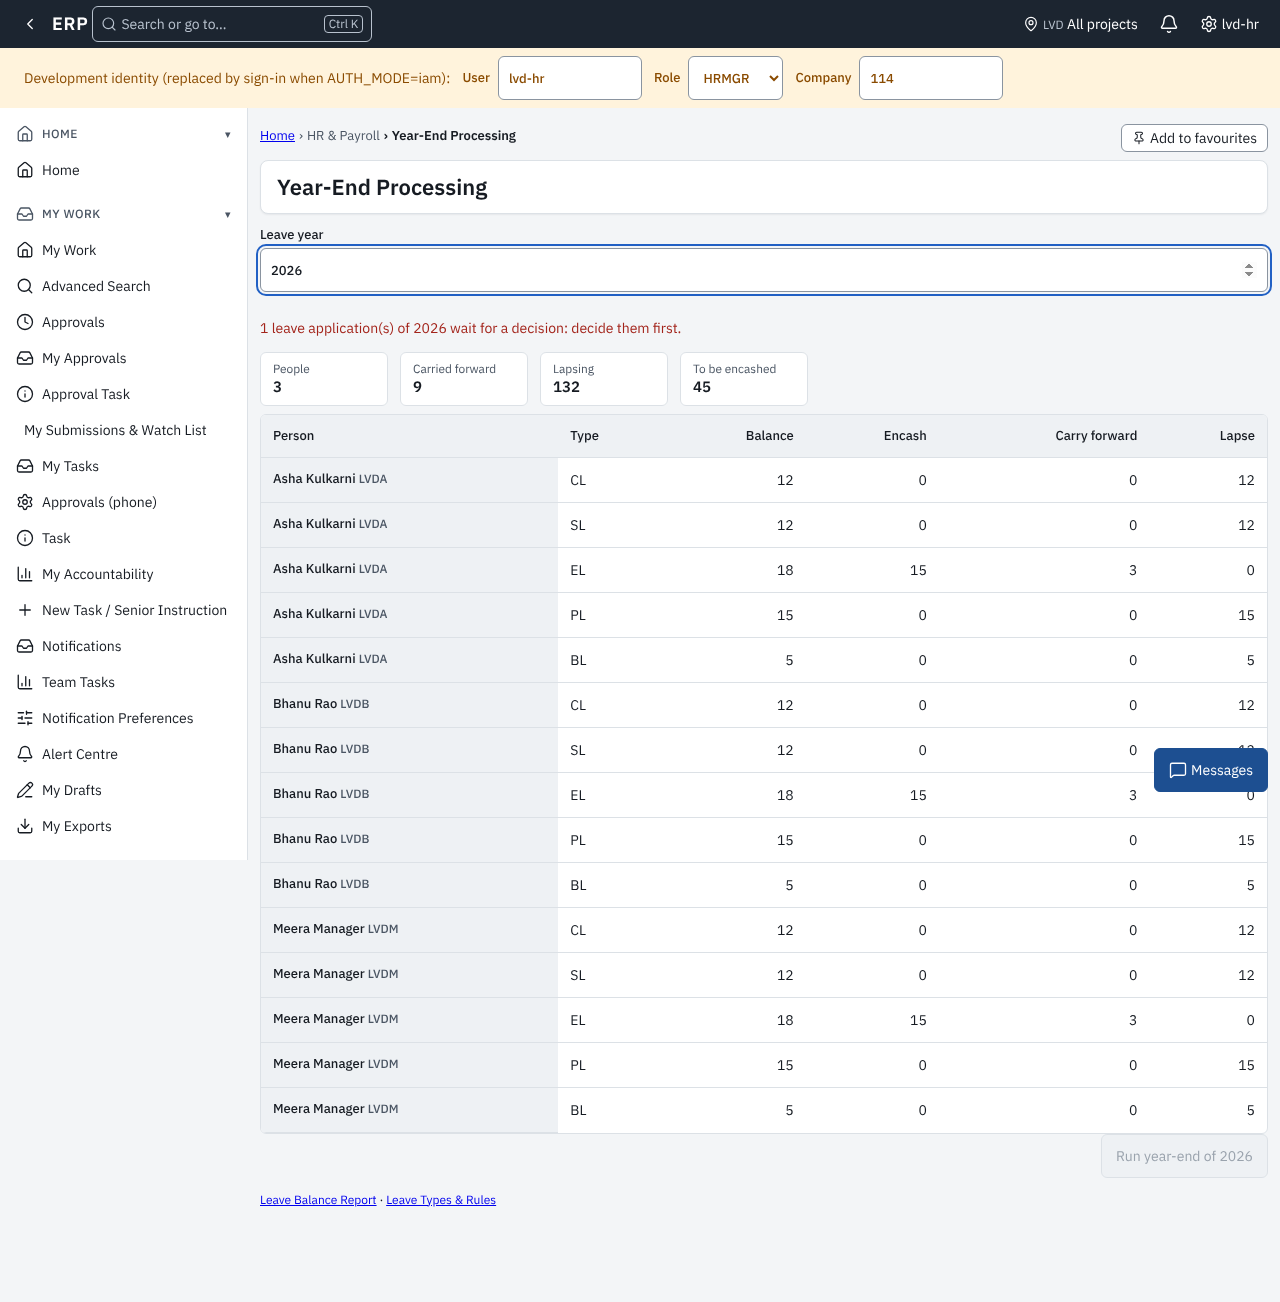 ERP
Search or go to...
Ctrl K
LVD All projects
lvd-hr
Development identity (replaced by sign-in when AUTH_MODE=iam):
User
lvd-hr
Role
HRMGR
Company
114
HOME
Home
MY WORK
My Work
Advanced Search
Approvals
My Approvals
Approval Task
My Submissions & Watch List
My Tasks
Approvals (phone)
Task
My Accountability
New Task / Senior Instruction
Notifications
Team Tasks
Notification Preferences
Alert Centre
My Drafts
My Exports
Home › HR & Payroll › Year-End Processing
Add to favourites
Year-End Processing
Leave year
2026
1 leave application(s) of 2026 wait for a decision: decide them first.
People
3
Carried forward
9
Lapsing
132
To be encashed
45
Person Type Balance Encash Carry forward Lapse
Asha Kulkarni LVDA CL 12 0 0 12
Asha Kulkarni LVDA SL 12 0 0 12
Asha Kulkarni LVDA EL 18 15 3 0
Asha Kulkarni LVDA PL 15 0 0 15
Asha Kulkarni LVDA BL 5 0 0 5
Bhanu Rao LVDB CL 12 0 0 12
Bhanu Rao LVDB SL 12 0 0
Messages
Bhanu Rao LVDB EL 18 15 3 0
Bhanu Rao LVDB PL 15 0 0 15
Bhanu Rao LVDB BL 5 0 0 5
Meera Manager LVDM CL 12 0 0 12
Meera Manager LVDM SL 12 0 0 12
Meera Manager LVDM EL 18 15 3 0
Meera Manager LVDM PL 15 0 0 15
Meera Manager LVDM BL 5 0 0 5
Run year-end of 2026
Leave Balance Report · Leave Types & Rules